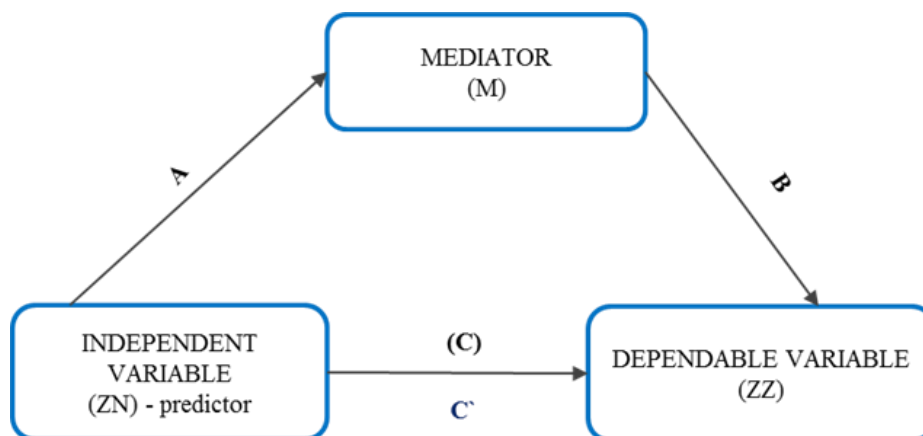 MEDIATOR
(M)
A
B
INDEPENDENT
VARIABLE
(ZN) - predictor
(C)
C`
DEPENDABLE VARIABLE
(ZZ)